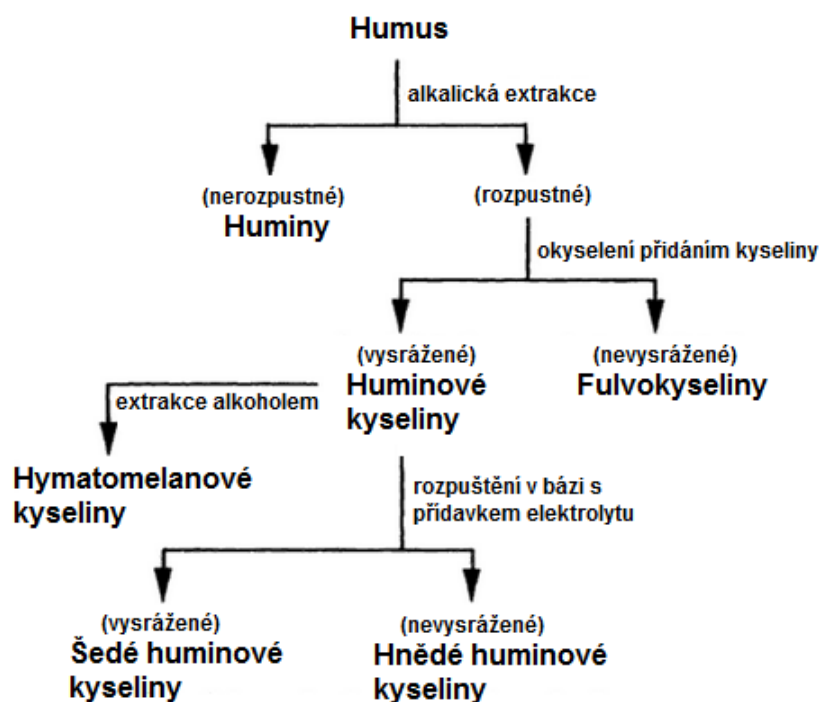 Humus
alkalická extrakce
(nerozpustné)
Huminy
(rozpustné)
okyselení přidáním kyseliny
(vysrážené)
Huminové
kyseliny
(nevysrážené)
Fulvokyseliny
extrakce alkoholem
Hymatomelanové
kyseliny
rozpuštění v bázi s
přídavkem elektrolytu
(vysrážené)
Šedé huminové
kyseliny
(nevysrážené)
Hnědé huminové
kyseliny